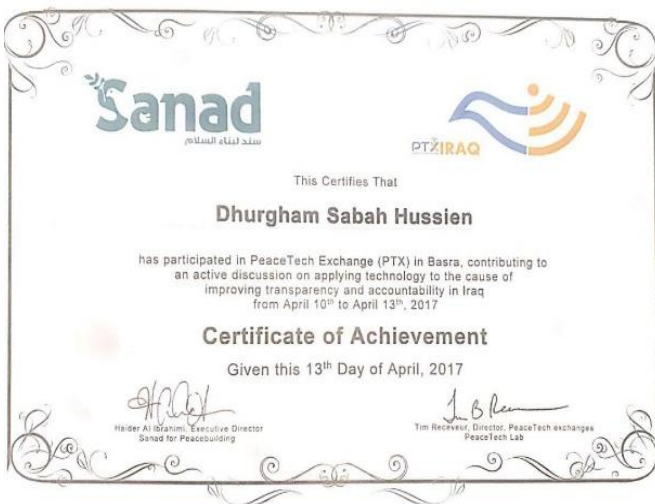 Sanad
سند لبناء السلام
PTXIRAQ
This Certifies That
Dhurgham Sabah Hussien
has participated in PeaceTech Exchange (PTX) in Basra, contributing to
an active discussion on applying technology to the cause of
improving transparency and accountability in Iraq
from April 10th to April 13th, 2017
Certificate of Achievement
Given this 13th Day of April, 2017
Haider Al Ibrahimi, Executive Director
Sanad for Peacebuilding
Tim Receveur, Director, PeaceTech exchanges
PeaceTech Lab